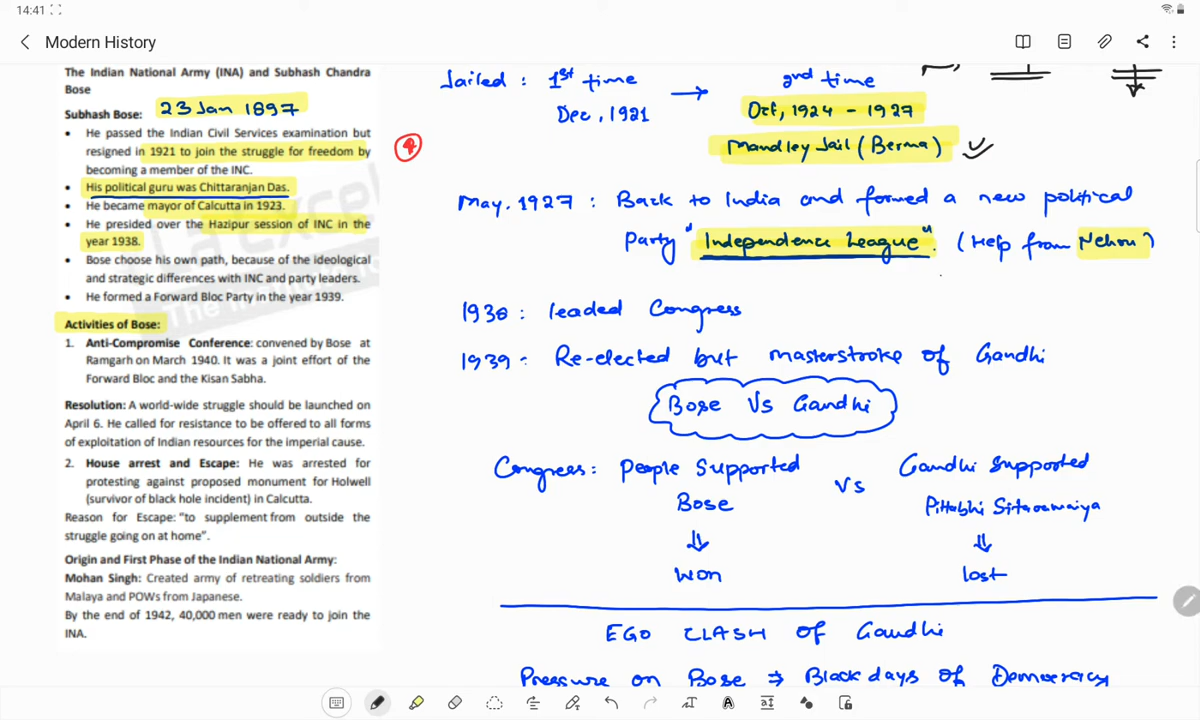 14:41
Modern History
The Indian National Army (INA) and Subhash Chandra
Bose
Subhash Bose: 23 Jan 1897
• He passed the Indian Civil Services examination but
resigned in 1921 to join the struggle for freedom by
becoming a member of the INC.
• His political guru was Chittaranjan Das.
• He became mayor of Calcutta in 1923.
• He presided over the Hazipur session of INC in the
year 1938.
• Bose choose his own path, because of the ideological
and strategic differences with INC and party leaders.
• He formed a Forward Bloc Party in the year 1939.
Activities of Bose:
1. Anti-Compromise Conference: convened by Bose at
Ramgarh on March 1940. It was a joint effort of the
Forward Bloc and the Kisan Sabha.
Resolution: A world-wide struggle should be launched on
April 6. He called for resistance to be offered to all forms
of exploitation of Indian resources for the imperial cause.
2. House arrest and Escape: He was arrested for
protesting against proposed monument for Holwell
(survivor of black hole incident) in Calcutta.
Reason for Escape: "to supplement from outside the
struggle going on at home".
Origin and First Phase of the Indian National Army:
Mohan Singh: Created army of retreating soldiers from
Malaya and POWs from Japanese.
By the end of 1942, 40,000 men were ready to join the
INA.
Jailed : 1st time → 2nd time
Dec, 1921 Oct, 1924 - 1927
Mandley Jail (Berma)
May, 1927 : Back to India and formed a new political
Party "Independence League". (Help from Nehru)
1938 : leaded Congress
1939 : Re-elected but masterstroke of Gandhi
Bose Vs Gandhi
Congress: People Supported Vs Gandhi supported
Bose Pittabhi Sitaramaiya
⇓ ⇓
won lost
EGO CLASH of Gandhi
Pressure on Bose ⇒ Black days of Democracy